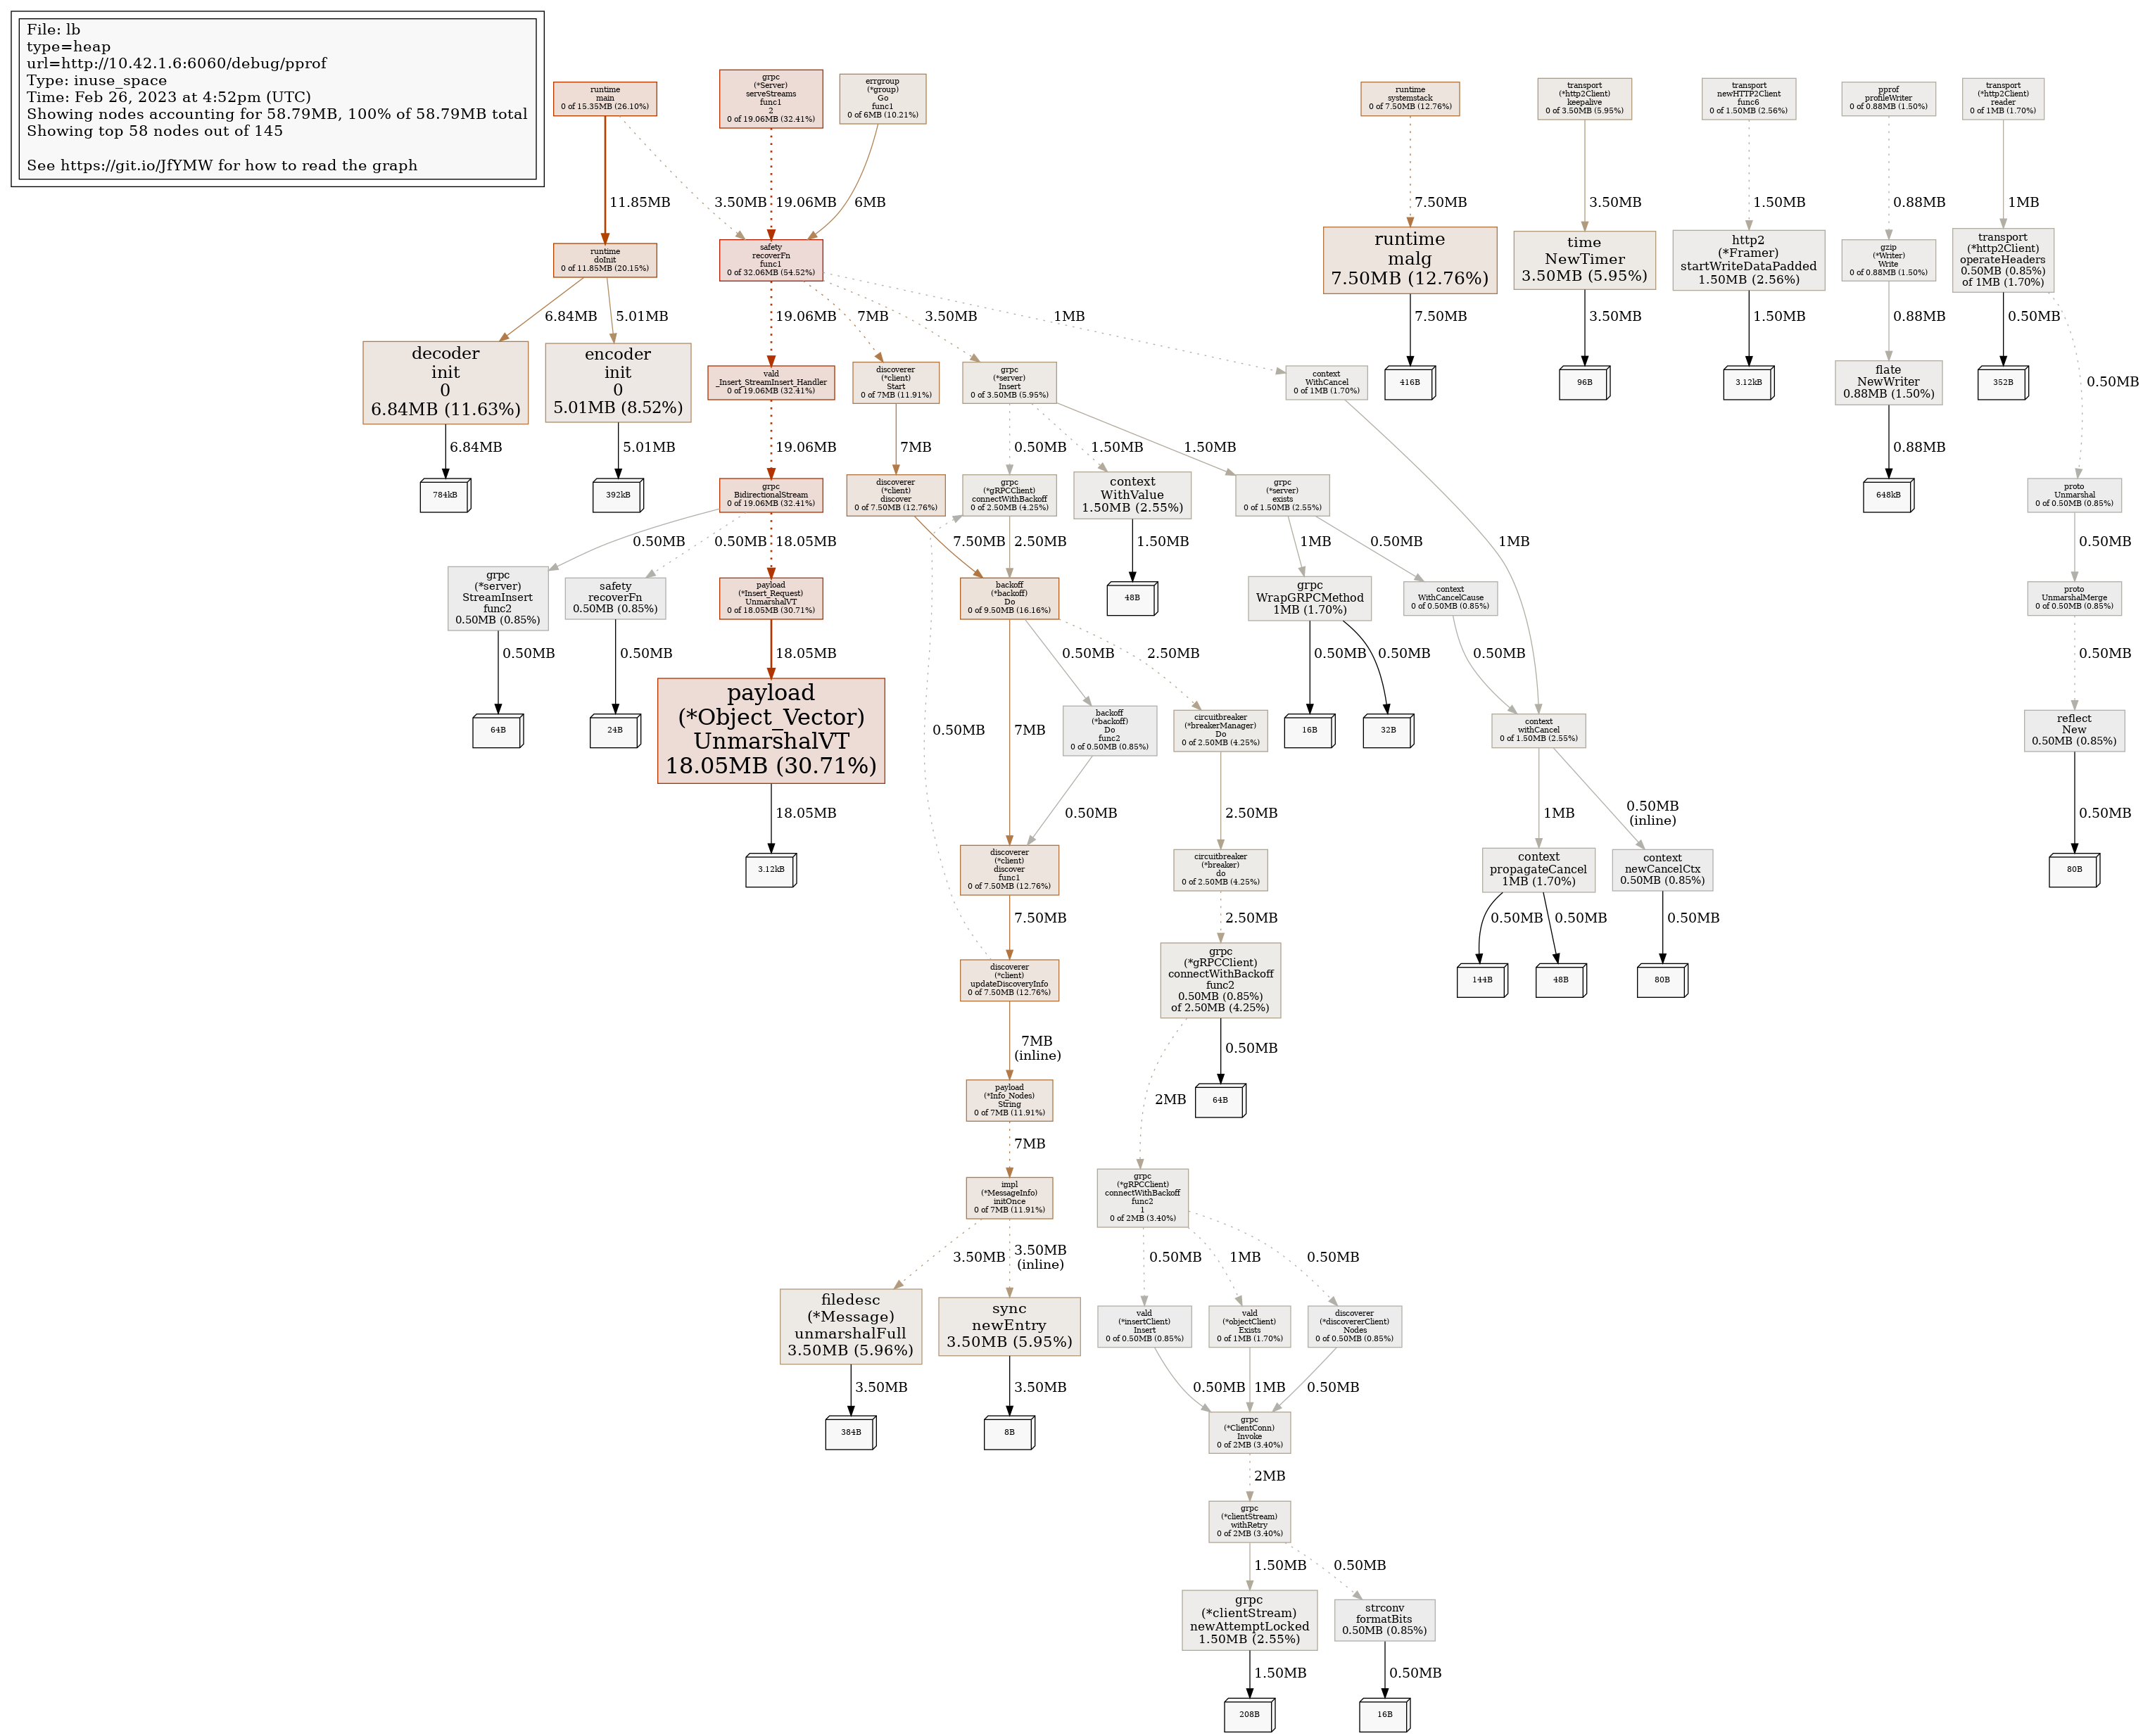 File: lb
type=heap
url=http://10.42.1.6:6060/debug/pprof
Type: inuse_space
Time: Feb 26, 2023 at 4:52pm (UTC)
Showing nodes accounting for 58.79MB, 100% of 58.79MB total
Showing top 58 nodes out of 145
See https://git.io/JfYMW for how to read the graph
runtime
main
0 of 15.35MB (26.10%)
grpc
(*Server)
serveStreams
func1
2
0 of 19.06MB (32.41%)
errgroup
(*group)
Go
func1
0 of 6MB (10.21%)
runtime
systemstack
0 of 7.50MB (12.76%)
transport
(*http2Client)
keepalive
0 of 3.50MB (5.95%)
transport
newHTTP2Client
func6
0 of 1.50MB (2.56%)
pprof
profileWriter
0 of 0.88MB (1.50%)
transport
(*http2Client)
reader
0 of 1MB (1.70%)
11.85MB
3.50MB
19.06MB
6MB
7.50MB
3.50MB
1.50MB
0.88MB
1MB
runtime
doInit
0 of 11.85MB (20.15%)
safety
recoverFn
func1
0 of 32.06MB (54.52%)
runtime
malg
7.50MB (12.76%)
time
NewTimer
3.50MB (5.95%)
http2
(*Framer)
startWriteDataPadded
1.50MB (2.56%)
gzip
(*Writer)
Write
0 of 0.88MB (1.50%)
transport
(*http2Client)
operateHeaders
0.50MB (0.85%)
of 1MB (1.70%)
6.84MB
5.01MB
19.06MB
7MB
3.50MB
1MB
7.50MB
3.50MB
1.50MB
0.88MB
0.50MB
0.50MB
decoder
init
0
6.84MB (11.63%)
encoder
init
0
5.01MB (8.52%)
vald
_Insert_StreamInsert_Handler
0 of 19.06MB (32.41%)
discoverer
(*client)
Start
0 of 7MB (11.91%)
grpc
(*server)
Insert
0 of 3.50MB (5.95%)
context
WithCancel
0 of 1MB (1.70%)
416B
96B
3.12kB
flate
NewWriter
0.88MB (1.50%)
352B
6.84MB
5.01MB
19.06MB
7MB
0.50MB
1.50MB
1.50MB
0.88MB
784kB
392kB
grpc
BidirectionalStream
0 of 19.06MB (32.41%)
discoverer
(*client)
discover
0 of 7.50MB (12.76%)
grpc
(*gRPCClient)
connectWithBackoff
0 of 2.50MB (4.25%)
context
WithValue
1.50MB (2.55%)
grpc
(*server)
exists
0 of 1.50MB (2.55%)
648kB
proto
Unmarshal
0 of 0.50MB (0.85%)
0.50MB
0.50MB
18.05MB
7.50MB
2.50MB
1.50MB
1MB
0.50MB
1MB
0.50MB
grpc
(*server)
StreamInsert
func2
0.50MB (0.85%)
safety
recoverFn
0.50MB (0.85%)
payload
(*Insert_Request)
UnmarshalVT
0 of 18.05MB (30.71%)
backoff
(*backoff)
Do
0 of 9.50MB (16.16%)
48B
grpc
WrapGRPCMethod
1MB (1.70%)
context
WithCancelCause
0 of 0.50MB (0.85%)
proto
UnmarshalMerge
0 of 0.50MB (0.85%)
0.50MB
0.50MB
18.05MB
0.50MB
2.50MB
0.50MB
0.50MB
0.50MB
0.50MB
64B
24B
payload
(*Object_Vector)
UnmarshalVT
18.05MB (30.71%)
0.50MB
7MB
backoff
(*backoff)
Do
func2
0 of 0.50MB (0.85%)
circuitbreaker
(*breakerManager)
Do
0 of 2.50MB (4.25%)
16B
32B
context
withCancel
0 of 1.50MB (2.55%)
reflect
New
0.50MB (0.85%)
18.05MB
0.50MB
2.50MB
1MB
0.50MB
(inline)
0.50MB
3.12kB
discoverer
(*client)
discover
func1
0 of 7.50MB (12.76%)
circuitbreaker
(*breaker)
do
0 of 2.50MB (4.25%)
context
propagateCancel
1MB (1.70%)
context
newCancelCtx
0.50MB (0.85%)
80B
7.50MB
2.50MB
0.50MB
0.50MB
0.50MB
discoverer
(*client)
updateDiscoveryInfo
0 of 7.50MB (12.76%)
grpc
(*gRPCClient)
connectWithBackoff
func2
0.50MB (0.85%)
of 2.50MB (4.25%)
144B
48B
80B
7MB
(inline)
0.50MB
payload
(*Info_Nodes)
String
0 of 7MB (11.91%)
2MB
64B
7MB
impl
(*MessageInfo)
initOnce
0 of 7MB (11.91%)
grpc
(*gRPCClient)
connectWithBackoff
func2
1
0 of 2MB (3.40%)
3.50MB
3.50MB
(inline)
0.50MB
1MB
0.50MB
filedesc
(*Message)
unmarshalFull
3.50MB (5.96%)
sync
newEntry
3.50MB (5.95%)
vald
(*insertClient)
Insert
0 of 0.50MB (0.85%)
vald
(*objectClient)
Exists
0 of 1MB (1.70%)
discoverer
(*discovererClient)
Nodes
0 of 0.50MB (0.85%)
3.50MB
3.50MB
0.50MB
1MB
0.50MB
384B
8B
grpc
(*ClientConn)
Invoke
0 of 2MB (3.40%)
2MB
grpc
(*clientStream)
withRetry
0 of 2MB (3.40%)
1.50MB
0.50MB
grpc
(*clientStream)
newAttemptLocked
1.50MB (2.55%)
strconv
formatBits
0.50MB (0.85%)
1.50MB
0.50MB
208B
16B